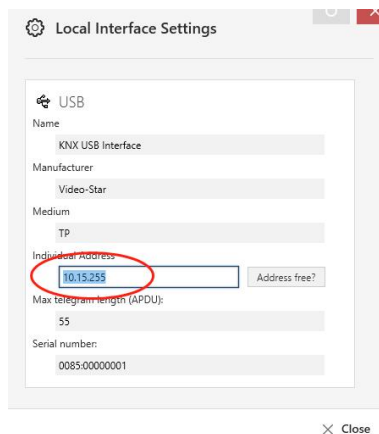 Local Interface Settings
USB
Name
KNX USB Interface
Manufacturer
Video-Star
Medium
TP
Individual Address
10.15.255
Address free?
Max telegram length (APDU):
55
Serial number:
0085:00000001
Close